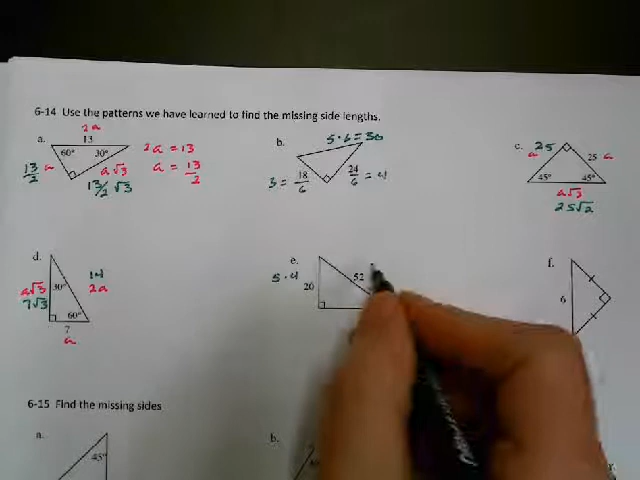 6-14 Use the patterns we have learned to find the missing side lengths.
a.
2a
13
60°
30°
13/2 a
a√3
13/2 √3
2a = 13
a = 13/2
b.
5·6=30
3 = 18/6
24/6 = 4
c.
25
a
25 a
45°
45°
a√3
25√2
d.
a√3
7√3
30°
60°
14
2a
7
a
e.
5·4
20
52
f.
6
6-15 Find the missing sides
a.
45°
b.